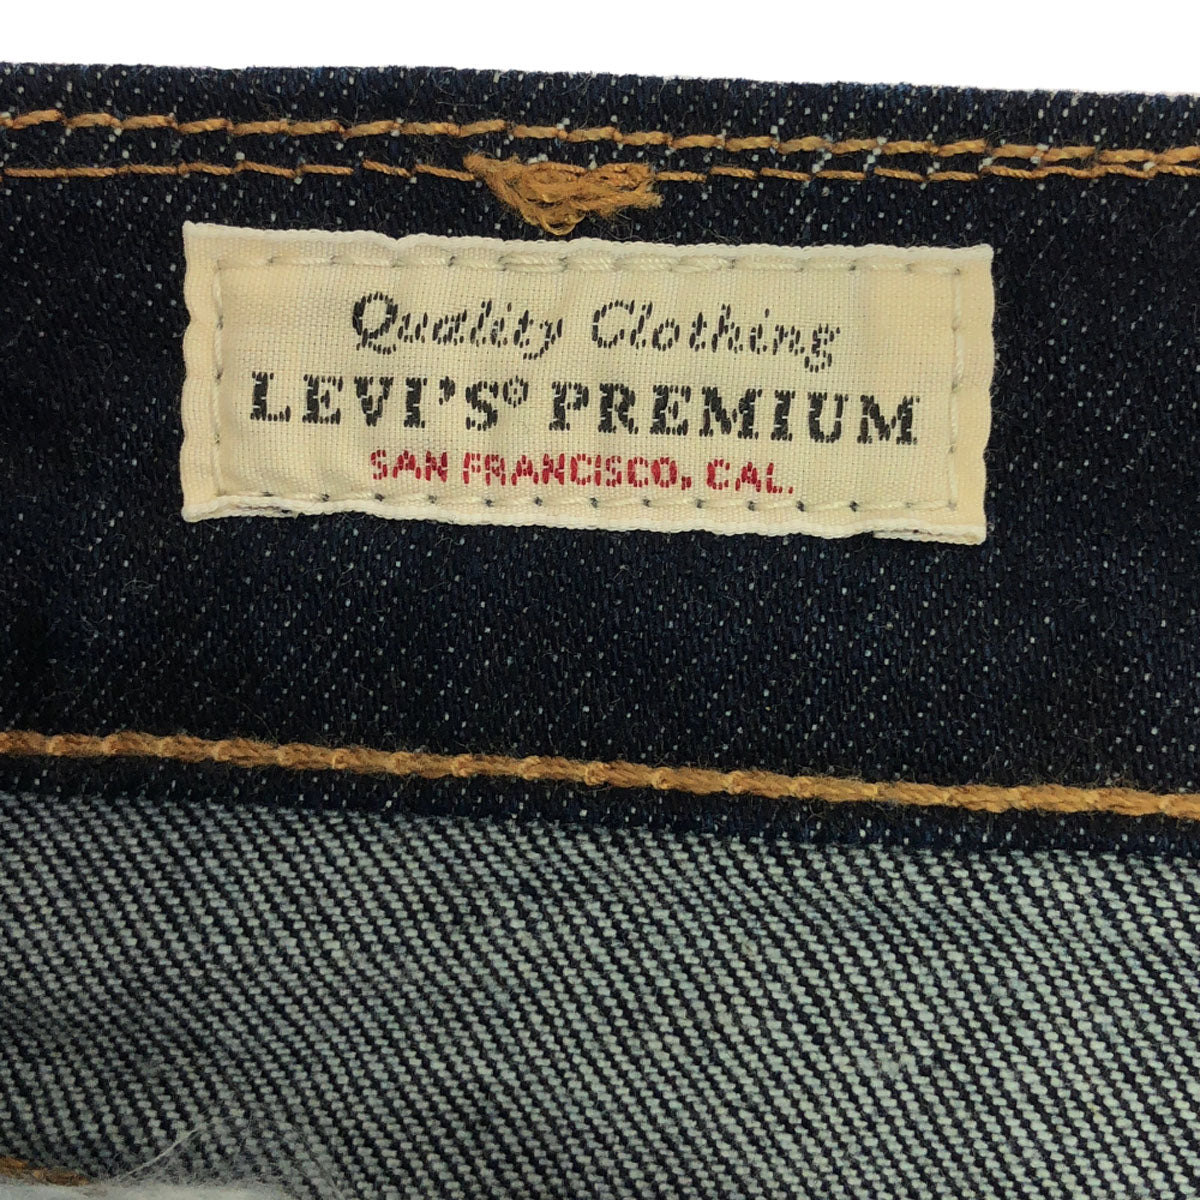 Quality Clothing
LEVI'S® PREMIUM
SAN FRANCISCO, CAL.